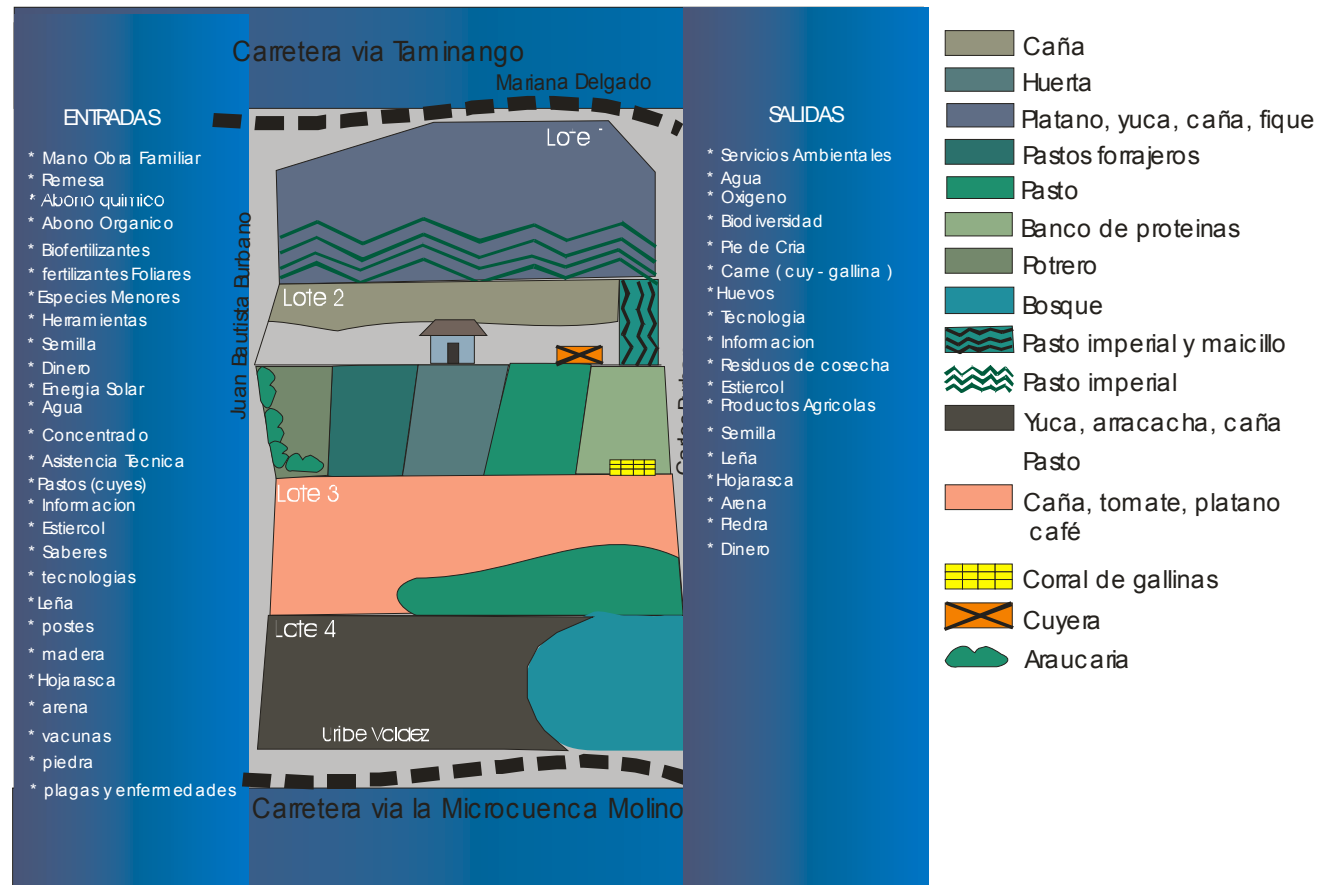 Carretera via Taminango
Mariana Delgado
ENTRADAS
* Mano Obra Familiar
* Remesa
* Abono quimico
* Abono Organico
* Biofertilizantes
* fertilizantes Foliares
*Especies Menores
* Herramientas
* Semilla
* Dinero
* Energia Solar
* Agua
* Concentrado
* Asistencia Tecnica
*Pastos (cuyes)
* Informacion
* Estiercol
* Saberes
* tecnologias
*Leña
* postes
* madera
*Hojarasca
* arena
* vacunas
* piedra
* plagas y enfermedades
Juan Bautista Burbano
Lote
Lote 2
Lote 3
Lote 4
Uribe Valdez
Carretera via la Microcuenca Molino
SALIDAS
* Servicios Ambientales
* Agua
* Oxigeno
* Biodiversidad
* Pie de Cria
* Carne ( cuy - gallina )
*Huevos
* Tecnologia
* Informacion
* Residuos de cosecha
* Estiercol
* Productos Agricolas
* Semilla
* Leña
*Hojarasca
* Arena
* Piedra
* Dinero
Caña
Huerta
Platano, yuca, caña, fique
Pastos forrajeros
Pasto
Banco de proteinas
Potrero
Bosque
Pasto imperial y maicillo
Pasto imperial
Yuca, arracacha, caña
Pasto
Caña, tomate, platano
café
Corral de gallinas
Cuyera
Araucaria